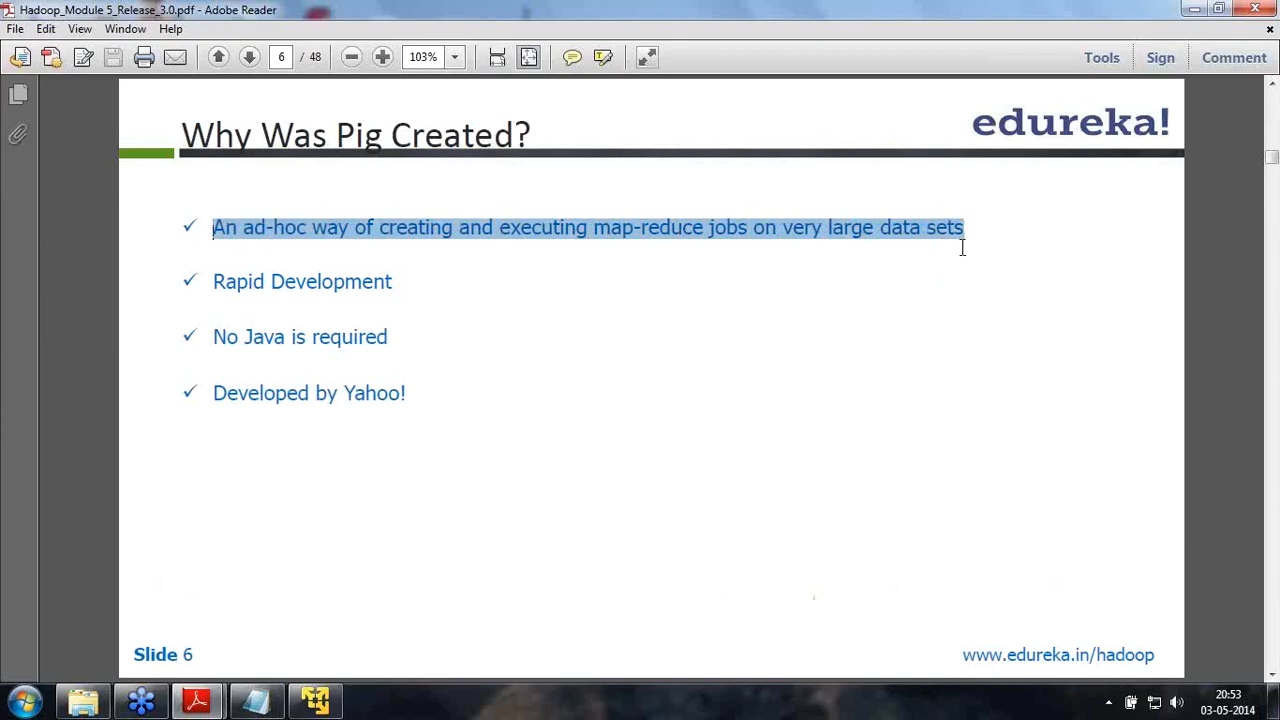 Hadoop_Module 5_Release_3.0.pdf - Adobe Reader
File Edit View Window Help
6 / 48 103% Tools Sign Comment
Why Was Pig Created?
edureka!
An ad-hoc way of creating and executing map-reduce jobs on very large data sets
Rapid Development
No Java is required
Developed by Yahoo!
Slide 6
www.edureka.in/hadoop
20:53
03-05-2014